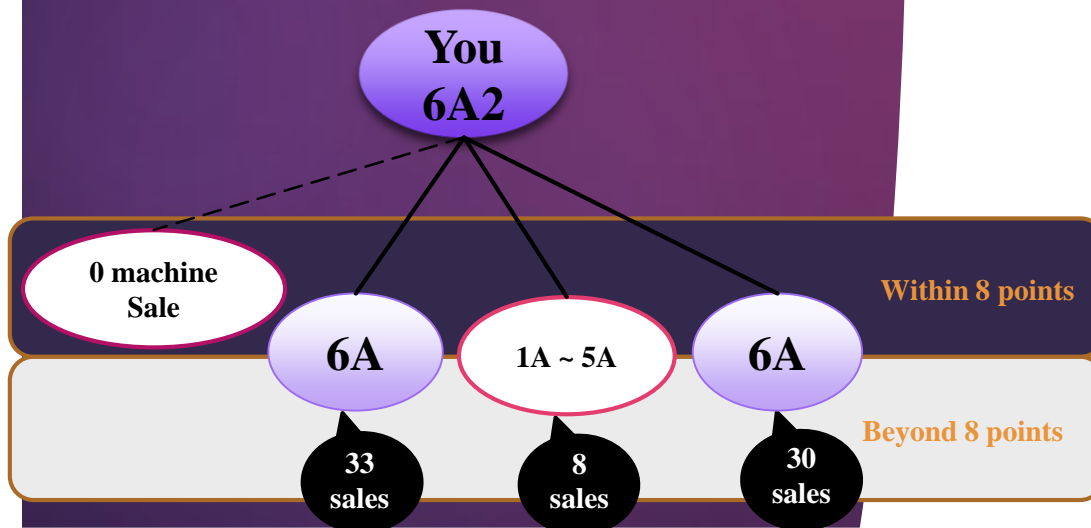 You
6A2
0 machine
Sale
Within 8 points
6A
1A ~ 5A
6A
Beyond 8 points
33
sales
8
sales
30
sales